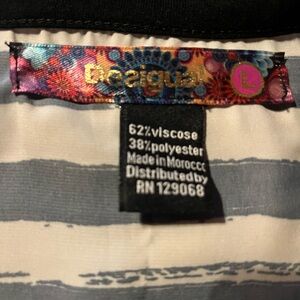 Desigual
L
62%viscose
38%polyester
Made in Morocco
Distributed by
RN 129068